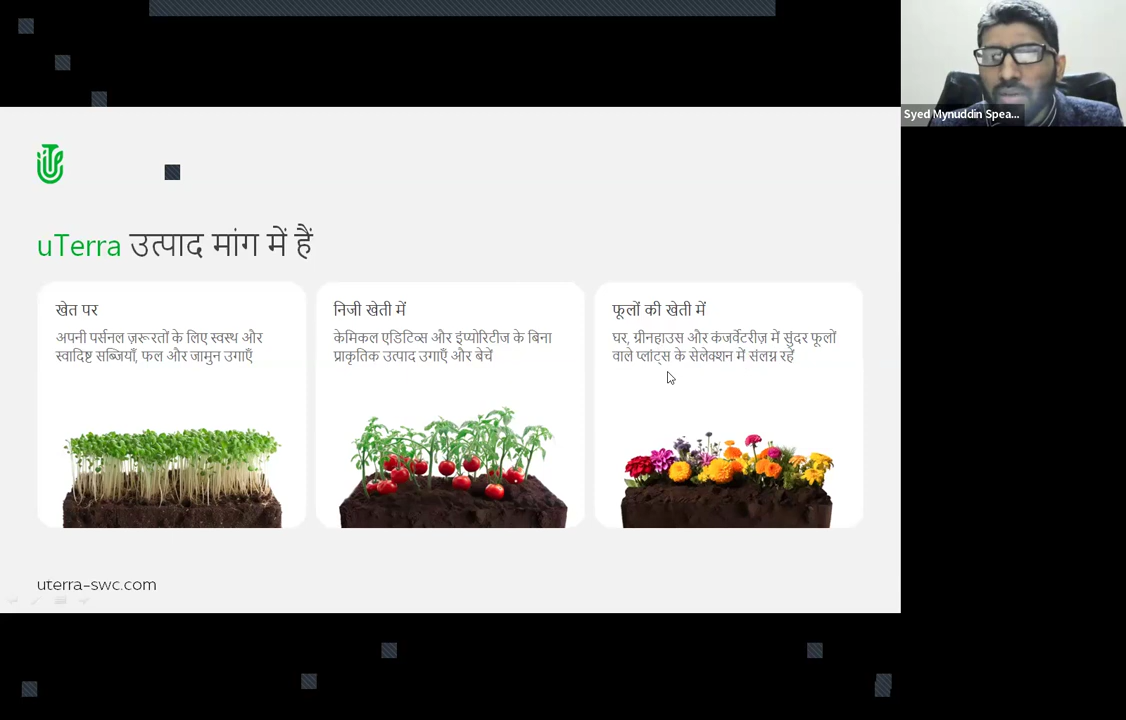 Syed Mynuddin Spea...
uTerra उत्पाद मांग में हैं
खेत पर
अपनी पर्सनल ज़रूरतों के लिए स्वस्थ और
स्वादिष्ट सब्जियाँ, फल और जामुन उगाएँ
निजी खेती में
केमिकल एडिटिव्स और इंप्योरिटीज के बिना
प्राकृतिक उत्पाद उगाएँ और बेचें
फूलों की खेती में
घर, ग्रीनहाउस और कंजर्वेटरीज़ में सुंदर फूलों
वाले प्लांट्स के सेलेक्शन में संलग्न रहें
uterra-swc.com